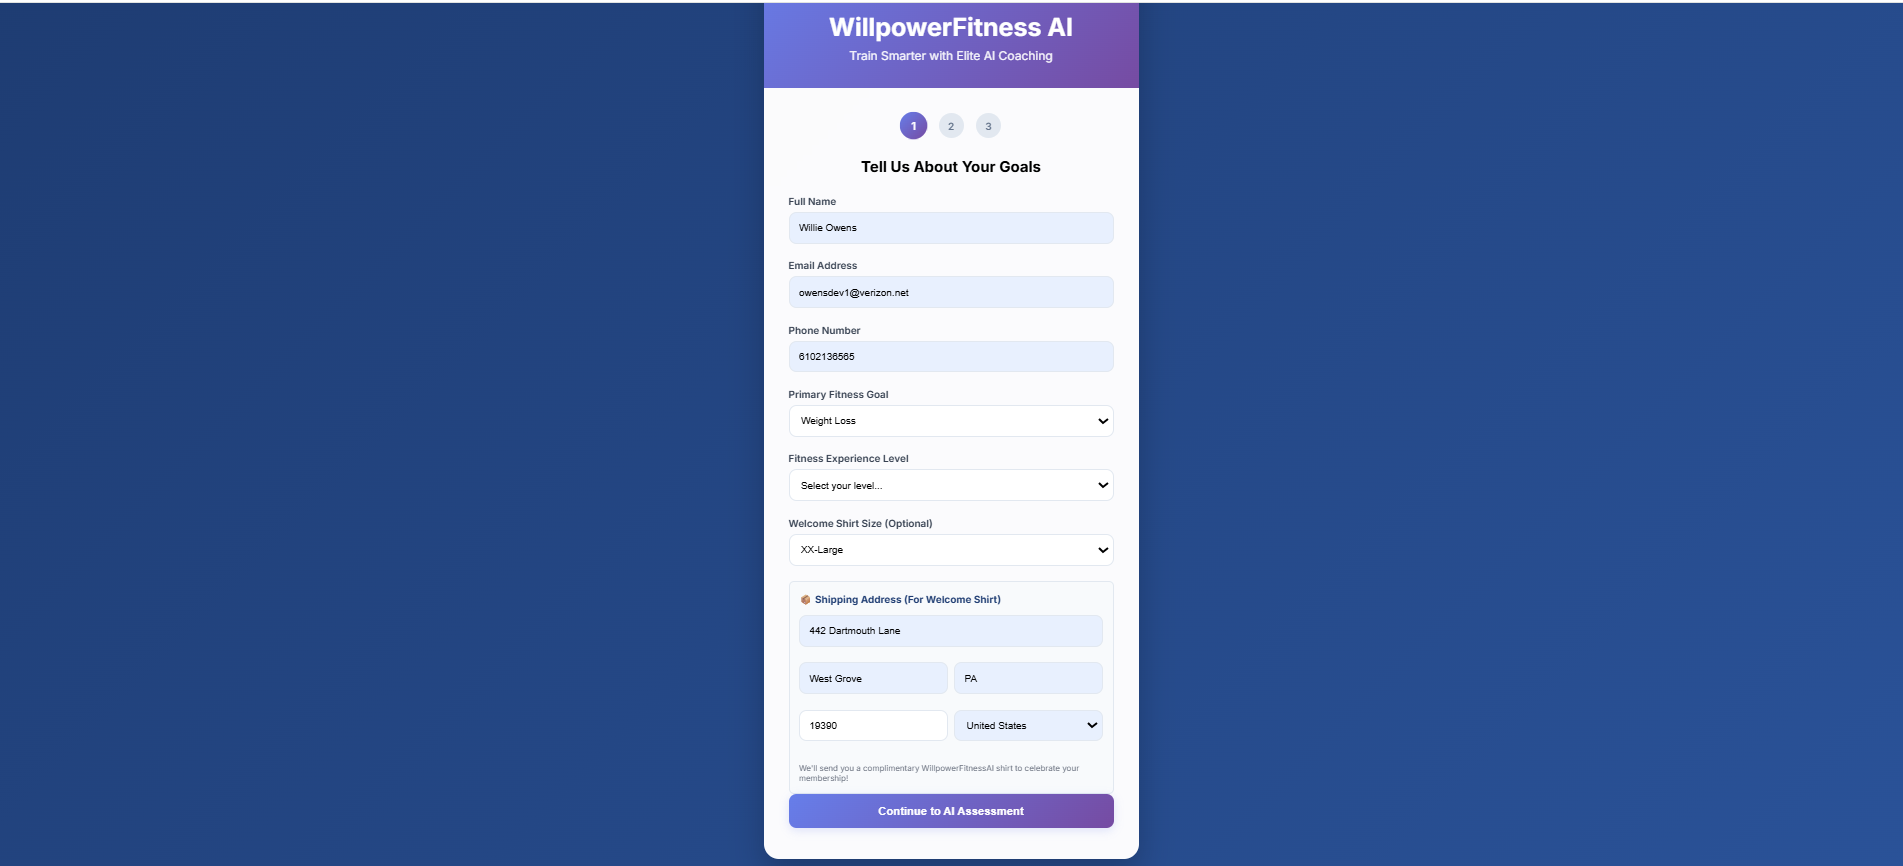 WillpowerFitness AI
Train Smarter with Elite AI Coaching
1 2 3
Tell Us About Your Goals
Full Name
Willie Owens
Email Address
owensdev1@verizon.net
Phone Number
6102136565
Primary Fitness Goal
Weight Loss
Fitness Experience Level
Select your level...
Welcome Shirt Size (Optional)
XX-Large
Shipping Address (For Welcome Shirt)
442 Dartmouth Lane
West Grove PA
19390 United States
We'll send you a complimentary WillpowerFitnessAI shirt to celebrate your
membership!
Continue to AI Assessment